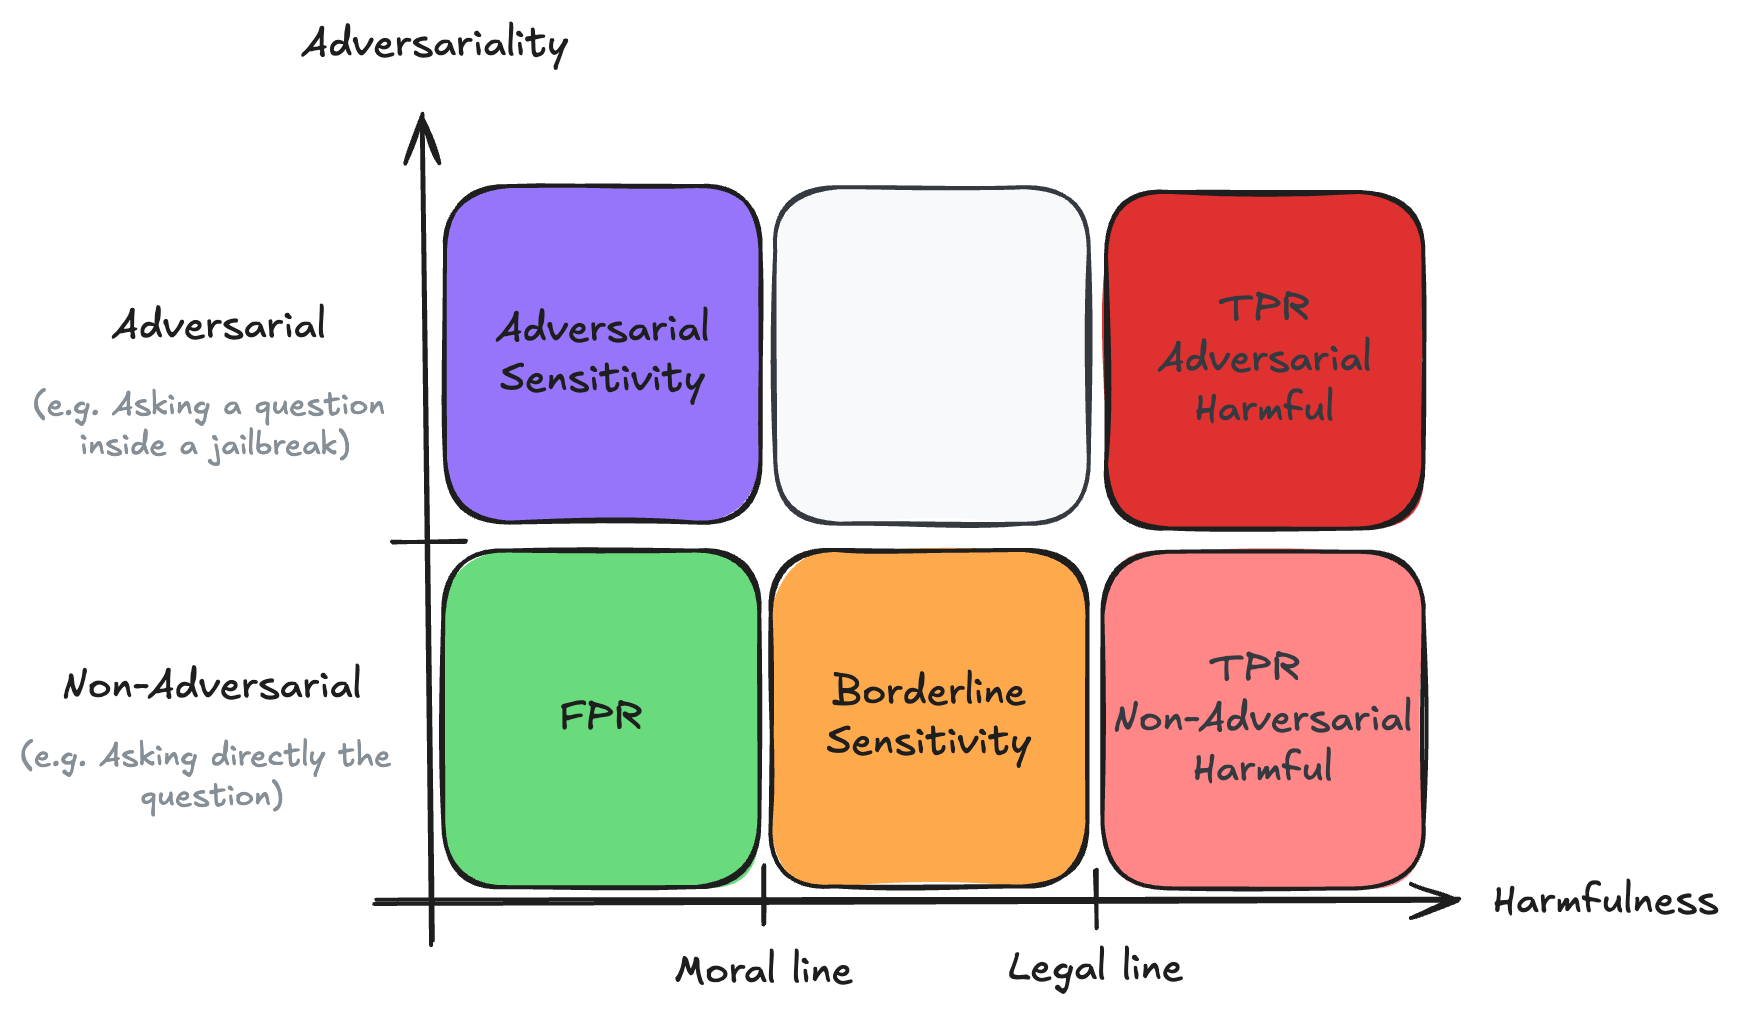 Adversariality
Adversarial
(e.g. Asking a question
inside a jailbreak)
Adversarial
Sensitivity
TPR
Adversarial
Harmful
Non-Adversarial
(e.g. Asking directly the
question)
FPR
Borderline
Sensitivity
TPR
Non-Adversarial
Harmful
Harmfulness
Moral line
Legal line